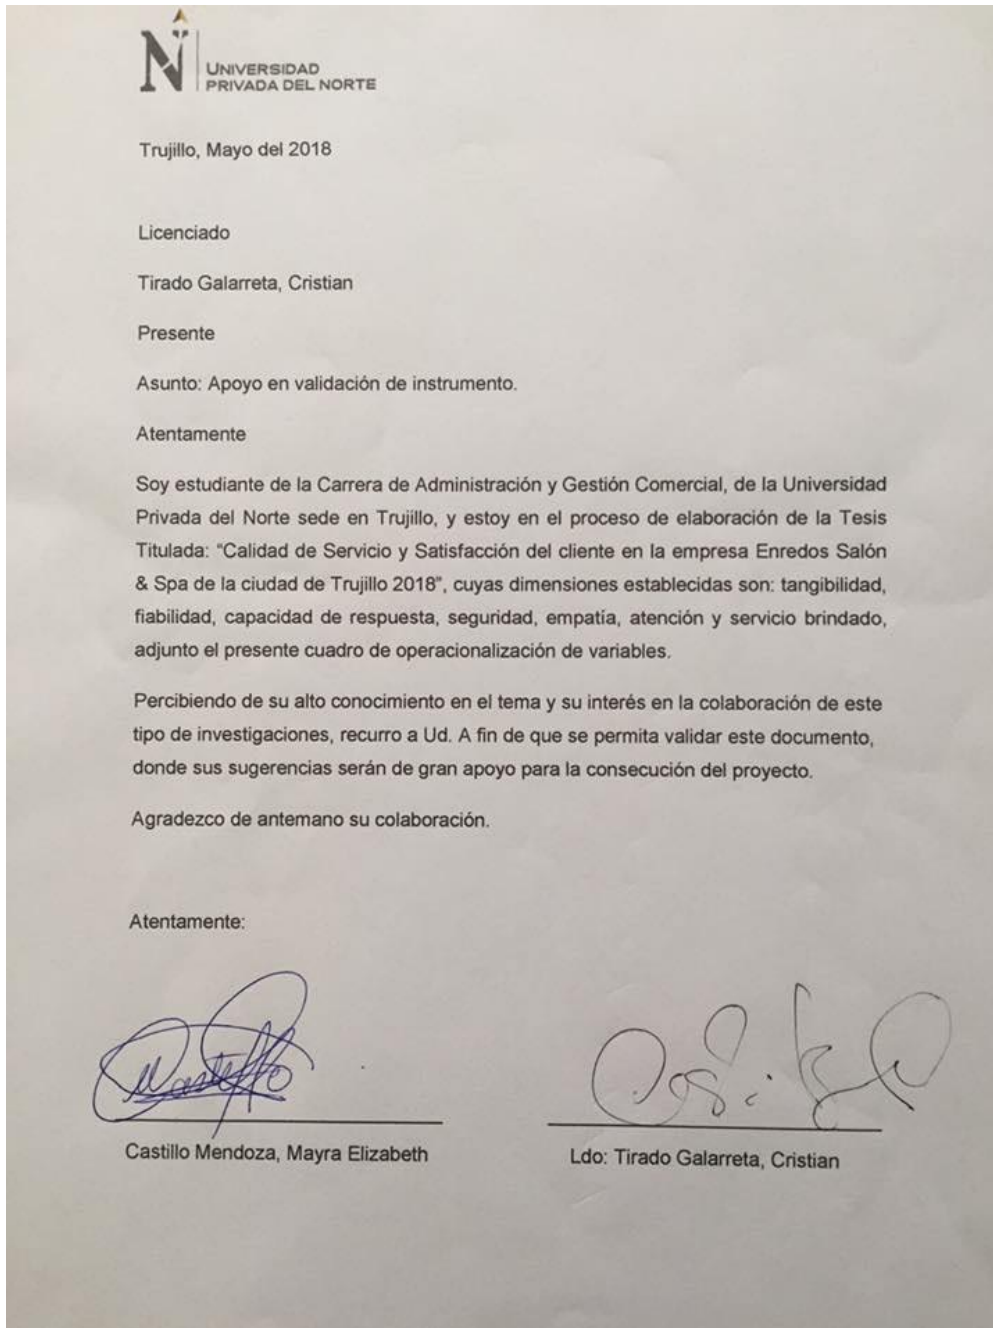 N
UNIVERSIDAD
PRIVADA DEL NORTE
Trujillo, Mayo del 2018
Licenciado
Tirado Galarreta, Cristian
Presente
Asunto: Apoyo en validación de instrumento.
Atentamente
Soy estudiante de la Carrera de Administración y Gestión Comercial, de la Universidad
Privada del Norte sede en Trujillo, y estoy en el proceso de elaboración de la Tesis
Titulada: “Calidad de Servicio y Satisfacción del cliente en la empresa Enredos Salón
& Spa de la ciudad de Trujillo 2018”, cuyas dimensiones establecidas son: tangibilidad,
fiabilidad, capacidad de respuesta, seguridad, empatía, atención y servicio brindado,
adjunto el presente cuadro de operacionalización de variables.
Percibiendo de su alto conocimiento en el tema y su interés en la colaboración de este
tipo de investigaciones, recurro a Ud. A fin de que se permita validar este documento,
donde sus sugerencias serán de gran apoyo para la consecución del proyecto.
Agradezco de antemano su colaboración.
Atentamente:
Castillo Mendoza, Mayra Elizabeth
Ldo: Tirado Galarreta, Cristian